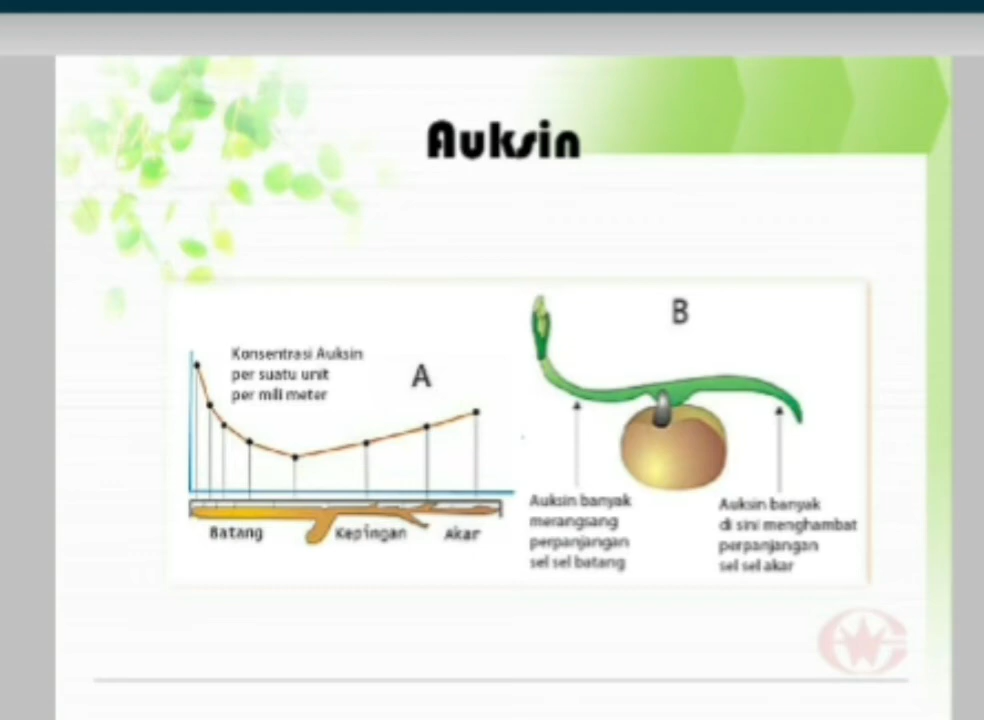 Auksin
Konsentrasi Auksin
per suatu unit
per mili meter
A
Batang
Kepingan
Akar
B
Auksin banyak
merangsang
perpanjangan
sel sel batang
Auksin banyak
di sini menghambat
perpanjangan
sel sel akar